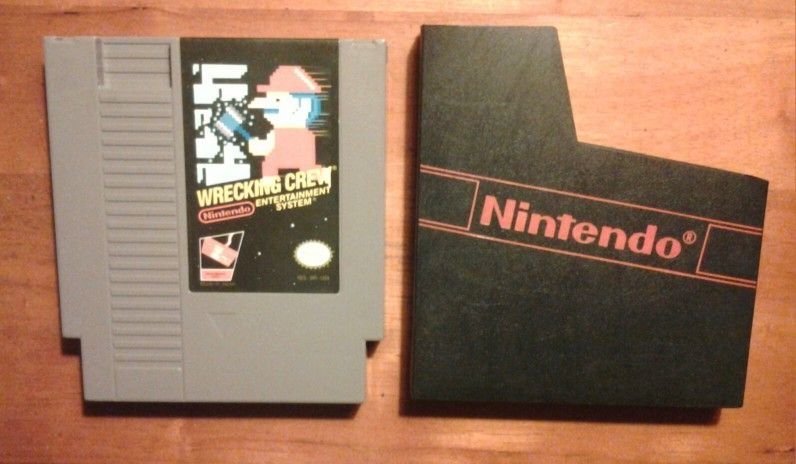 WRECKING CREW®
Nintendo
ENTERTAINMENT
SYSTEM®
Nintendo®